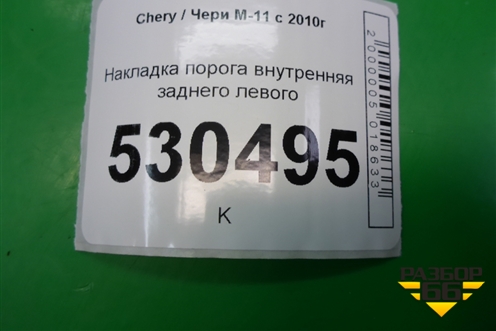 Chery / Чери М-11 с 2010г
Накладка порога внутренняя
заднего левого
530495
К
2000005018633
РАЗБОР
66